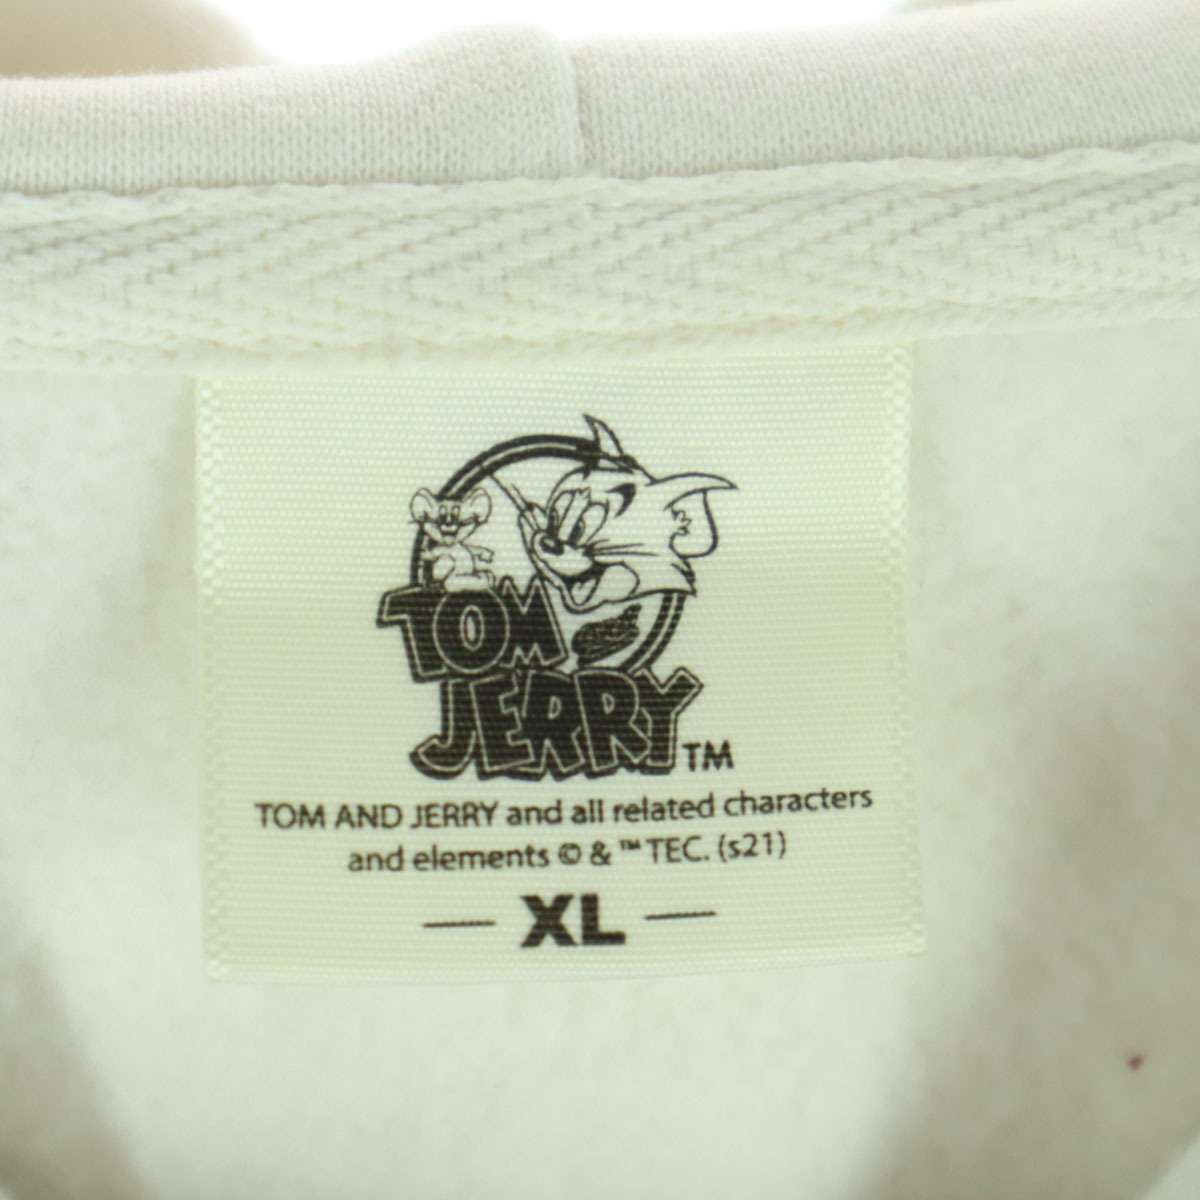 TOM
JERRY TM
TOM AND JERRY and all related characters
and elements © & ™ TEC. (s21)
— XL —